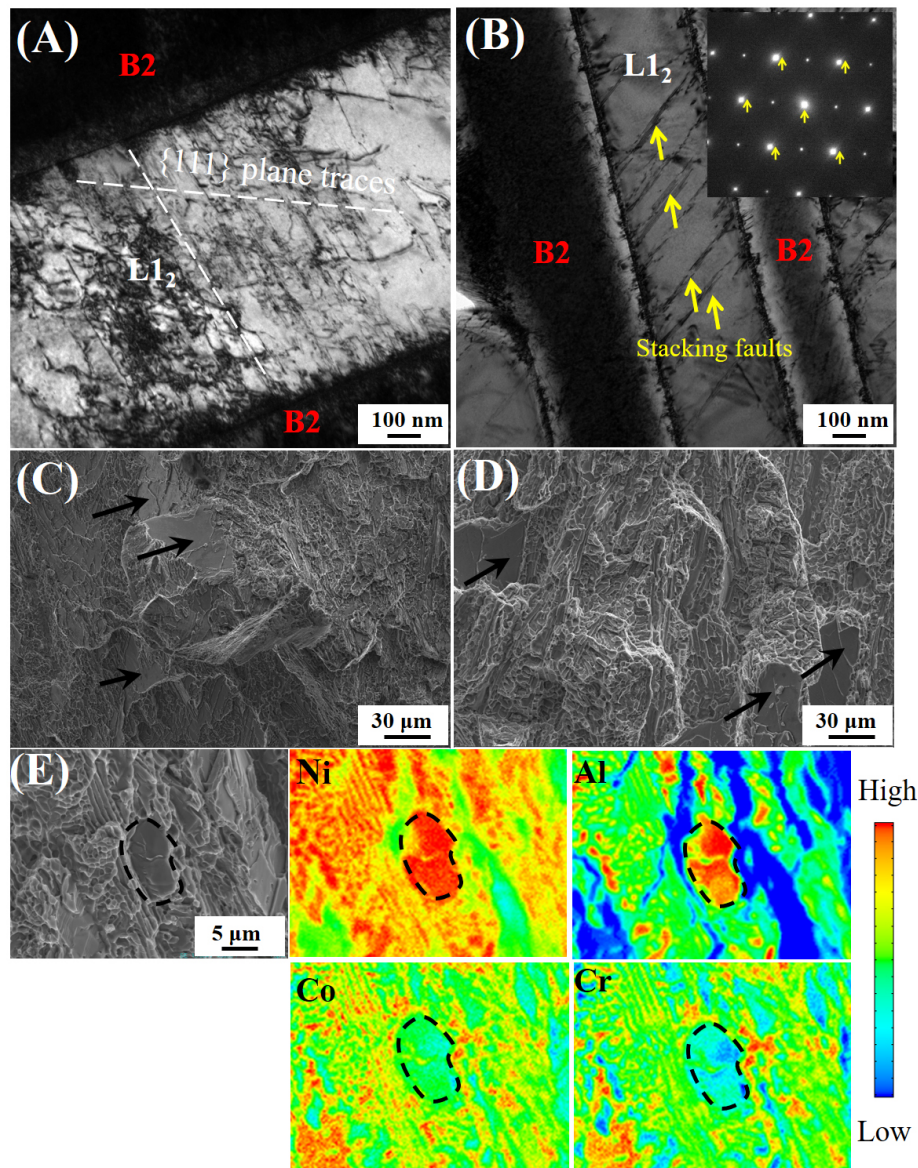 (A)
B2
{111} plane traces
L1₂
B2
100 nm
(B)
L1₂
B2
B2
Stacking faults
100 nm
(C)
30 μm
(D)
30 μm
(E)
5 μm
Ni
Al
Co
Cr
High
Low